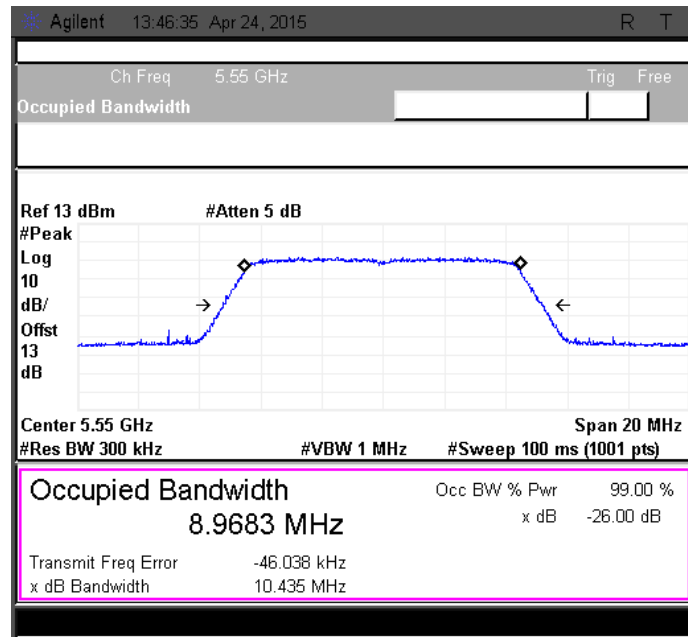 Agilent 13:46:35 Apr 24, 2015 R T
Ch Freq 5.55 GHz Trig Free
Occupied Bandwidth
Ref 13 dBm #Atten 5 dB
#Peak
Log
10
dB/
Offst
13
dB
Center 5.55 GHz Span 20 MHz
#Res BW 300 kHz #VBW 1 MHz #Sweep 100 ms (1001 pts)
Occupied Bandwidth Occ BW % Pwr 99.00 %
8.9683 MHz x dB -26.00 dB
Transmit Freq Error -46.038 kHz
x dB Bandwidth 10.435 MHz